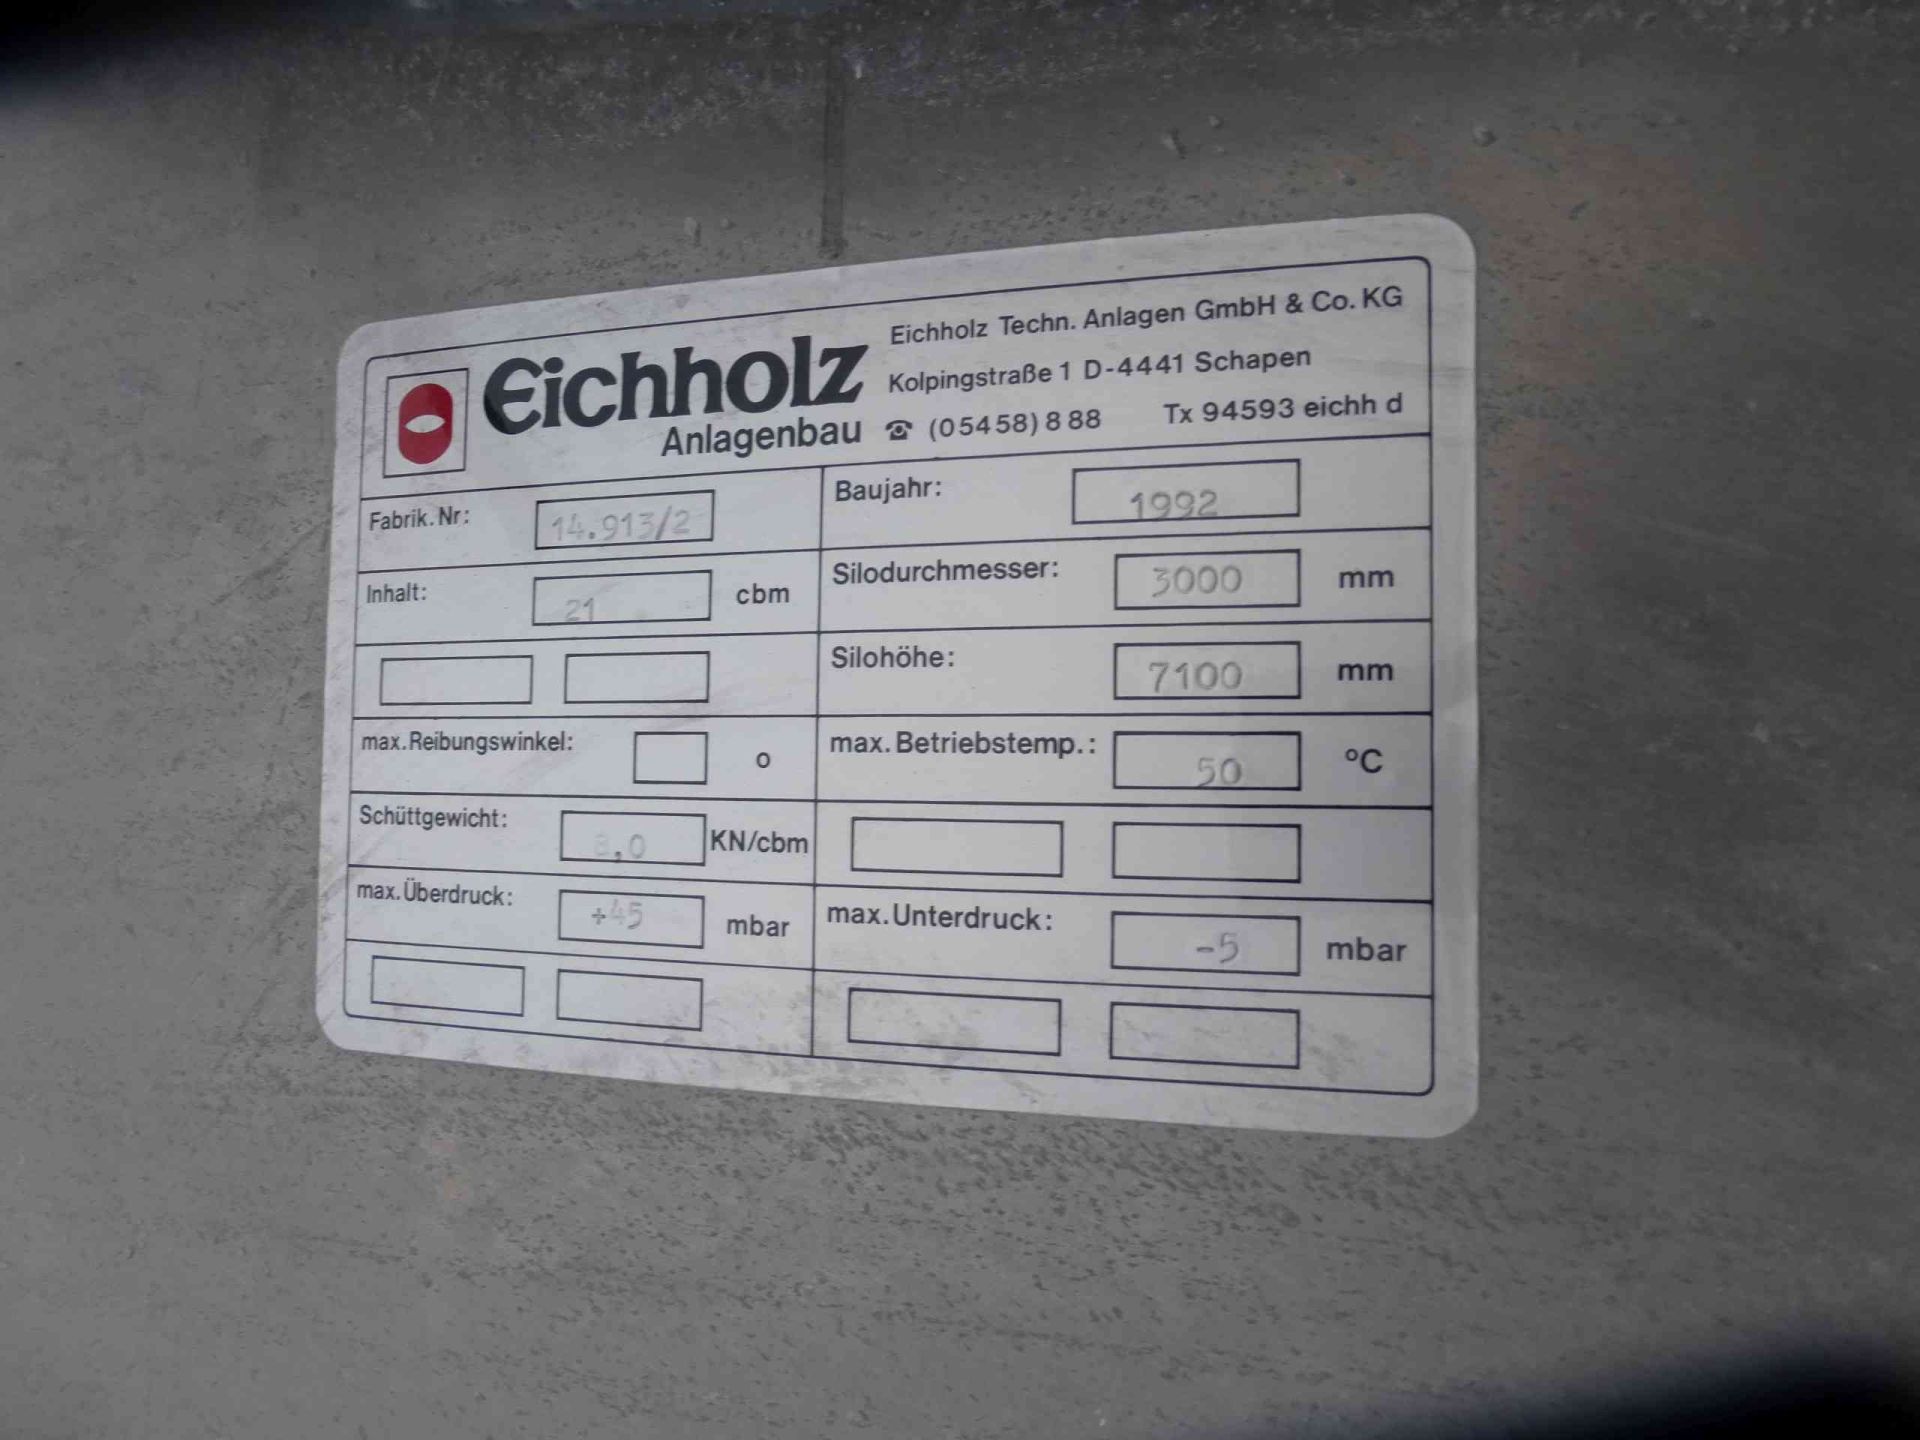 Eichholz
Anlagenbau
Eichholz Techn. Anlagen GmbH & Co. KG
Kolpingstraße 1 D-4441 Schapen
☎ (05458) 888 Tx 94593 eichh d
Fabrik. Nr: 14.913/2
Baujahr: 1992
Inhalt: 21 cbm
Silodurchmesser: 3000 mm
Silohöhe: 7100 mm
max. Reibungswinkel: o
max. Betriebstemp.: 50 °C
Schüttgewicht: KN/cbm
max. Überdruck: +45 mbar
max. Unterdruck: -5 mbar